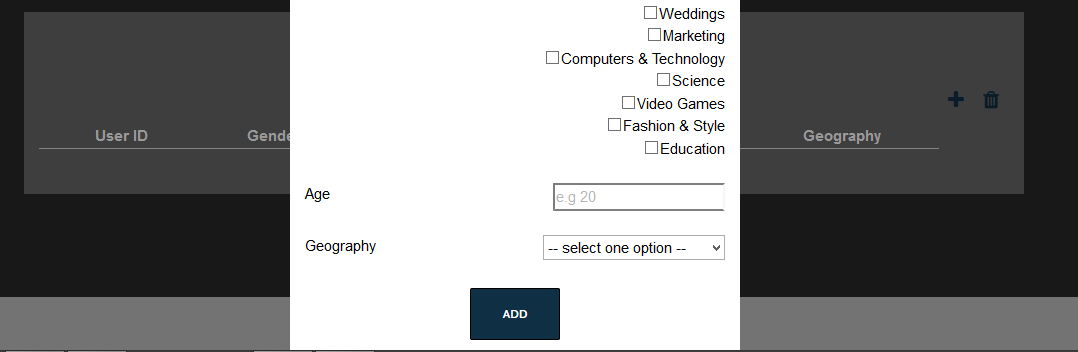 Weddings
Marketing
Computers & Technology
Science
Video Games
Fashion & Style
Education
User ID
Gende
Geography
Age
e.g 20
Geography
-- select one option --
ADD